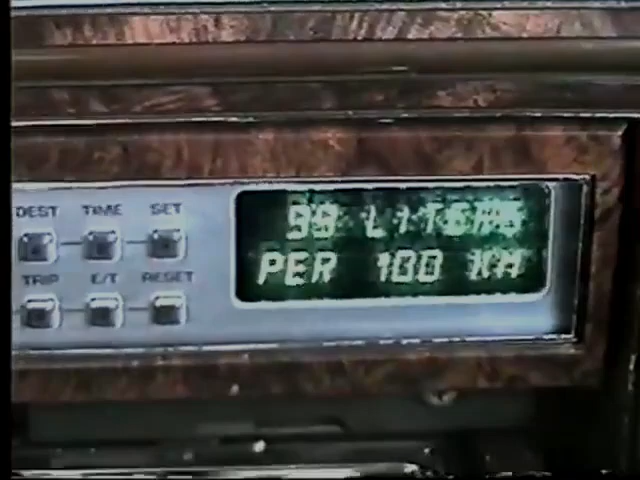 DEST TIME SET
TRIP E/T RESET
99 LITERS
PER 100 KM